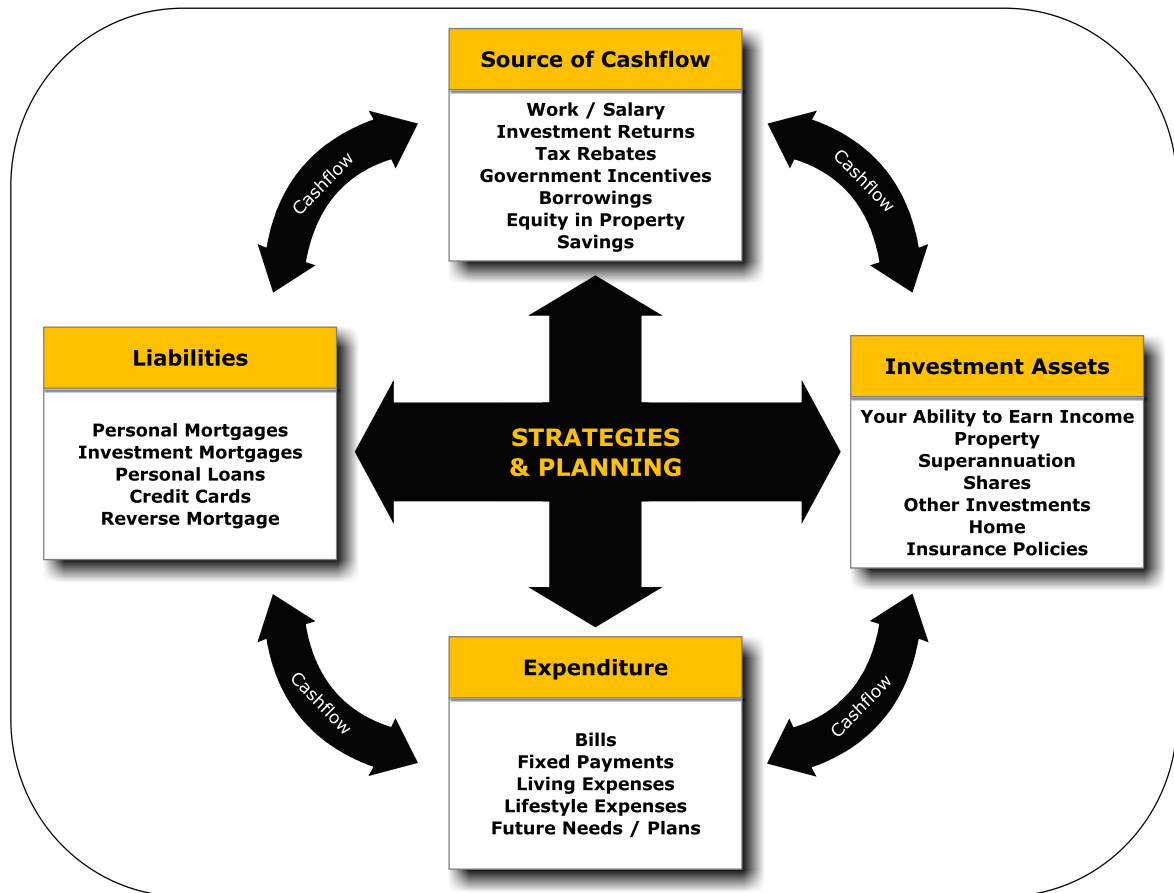 Source of Cashflow
Work / Salary
Investment Returns
Tax Rebates
Government Incentives
Borrowings
Equity in Property
Savings
Cashflow
Cashflow
Liabilities
Personal Mortgages
Investment Mortgages
Personal Loans
Credit Cards
Reverse Mortgage
STRATEGIES
& PLANNING
Investment Assets
Your Ability to Earn Income
Property
Superannuation
Shares
Other Investments
Home
Insurance Policies
Cashflow
Cashflow
Expenditure
Bills
Fixed Payments
Living Expenses
Lifestyle Expenses
Future Needs / Plans